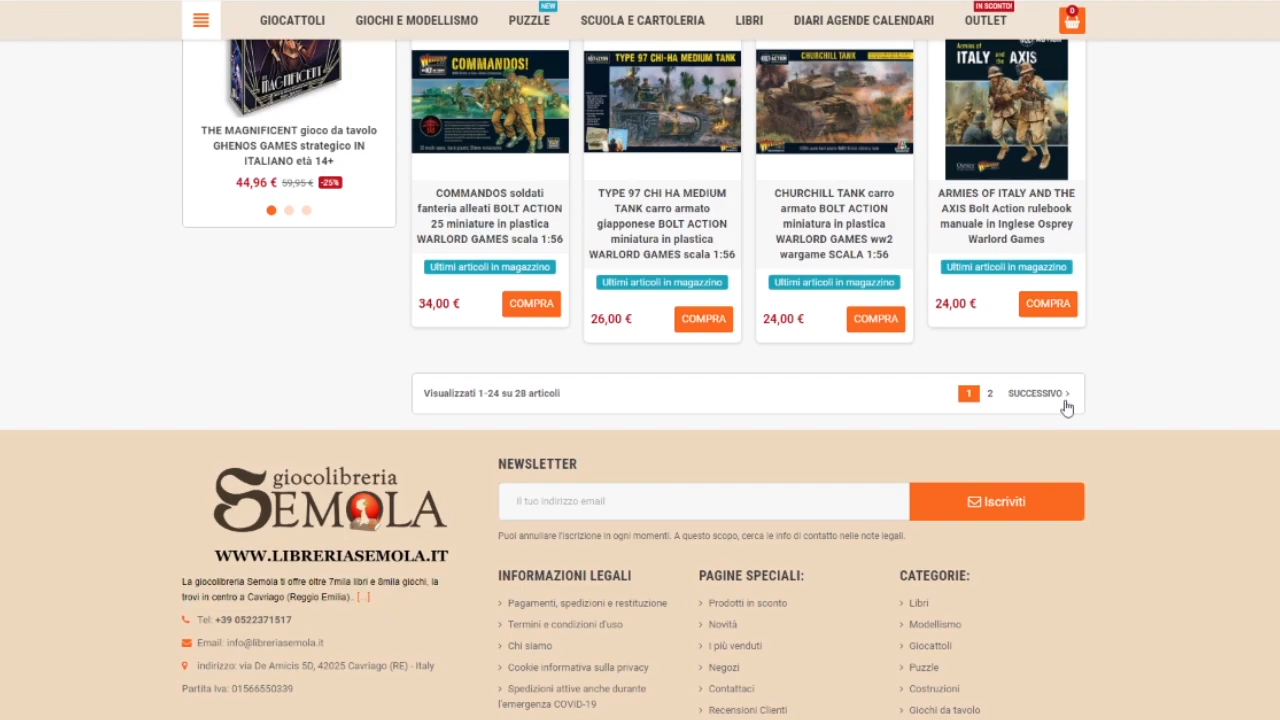 GIOCATTOLI
GIOCHI E MODELLISMO
NEW
PUZZLE
SCUOLA E CARTOLERIA
LIBRI
DIARI AGENDE CALENDARI
IN SCONTO!
OUTLET
0
MAGNIFICENT
THE MAGNIFICENT gioco da tavolo
GHENOS GAMES strategico IN
ITALIANO età 14+
44,96 € 59,95 € -25%
COMMANDOS!
COMMANDOS soldati
fanteria alleati BOLT ACTION
25 miniature in plastica
WARLORD GAMES scala 1:56
Ultimi articoli in magazzino
34,00 €
COMPRA
TYPE 97 CHI-HA MEDIUM TANK
TYPE 97 CHI HA MEDIUM
TANK carro armato
giapponese BOLT ACTION
miniatura in plastica
WARLORD GAMES scala 1:56
Ultimi articoli in magazzino
26,00 €
COMPRA
CHURCHILL TANK
CHURCHILL TANK carro
armato BOLT ACTION
miniatura in plastica
WARLORD GAMES ww2
wargame SCALA 1:56
Ultimi articoli in magazzino
24,00 €
COMPRA
Armies of
ITALY and the AXIS
ARMIES OF ITALY AND THE
AXIS Bolt Action rulebook
manuale in Inglese Osprey
Warlord Games
Ultimi articoli in magazzino
24,00 €
COMPRA
Visualizzati 1-24 su 28 articoli
1 2 SUCCESSIVO >
giocolibreria
SEMOLA
WWW.LIBRERIASEMOLA.IT
La giocolibreria Semola ti offre oltre 7mila libri e 8mila giochi, la
trovi in centro a Cavriago (Reggio Emilia).. [...]
Tel: +39 0522371517
Email: info@libreriasemola.it
indirizzo: via De Amicis 5D, 42025 Cavriago (RE) - Italy
Partita Iva: 01566550339
NEWSLETTER
Il tuo indirizzo email
Iscriviti
Puoi annullare l'iscrizione in ogni momenti. A questo scopo, cerca le info di contatto nelle note legali.
INFORMAZIONI LEGALI
> Pagamenti, spedizioni e restituzione
> Termini e condizioni d'uso
> Chi siamo
> Cookie informativa sulla privacy
> Spedizioni attive anche durante
l'emergenza COVID-19
PAGINE SPECIALI:
> Prodotti in sconto
> Novità
> I più venduti
> Negozi
> Contattaci
> Recensioni Clienti
CATEGORIE:
> Libri
> Modellismo
> Giocattoli
> Puzzle
> Costruzioni
> Giochi da tavolo